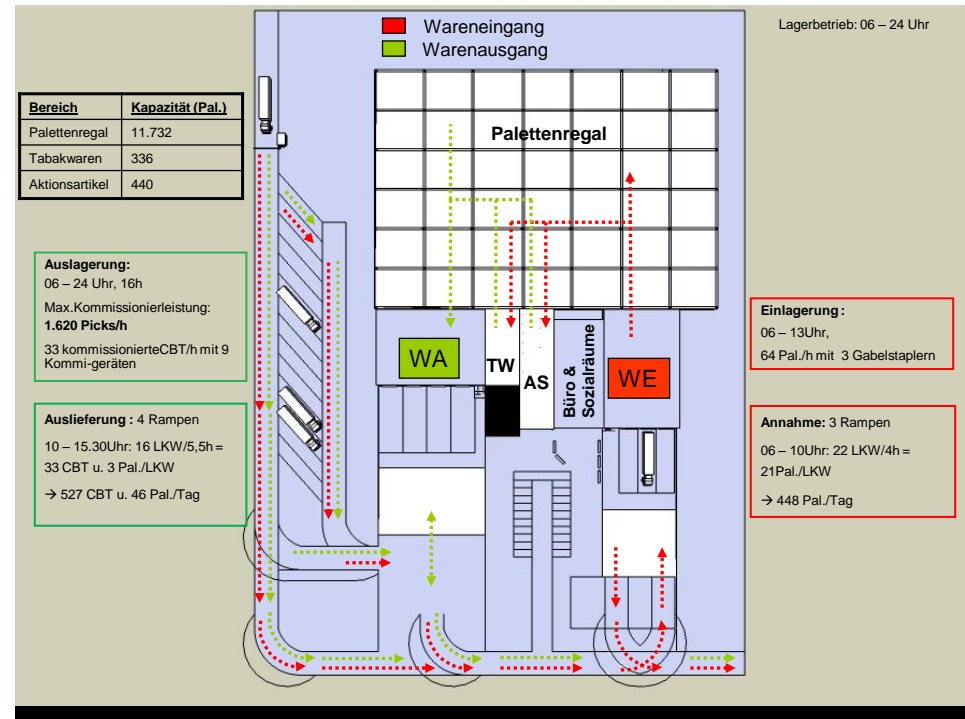 Wareneingang
Warenausgang
Lagerbetrieb: 06 – 24 Uhr
Bereich Kapazität (Pal.)
Palettenregal 11.732
Tabakwaren 336
Aktionsartikel 440
Palettenregal
Auslagerung:
06 – 24 Uhr, 16h
Max.Kommissionierleistung:
1.620 Picks/h
33 kommissionierteCBT/h mit 9
Kommi-geräten
Auslieferung : 4 Rampen
10 – 15.30Uhr: 16 LKW/5,5h =
33 CBT u. 3 Pal./LKW
→ 527 CBT u. 46 Pal./Tag
WA
TW
AS
Büro &
Sozialräume
WE
Einlagerung :
06 – 13Uhr,
64 Pal./h mit 3 Gabelstaplern
Annahme: 3 Rampen
06 – 10Uhr: 22 LKW/4h =
21Pal./LKW
→ 448 Pal./Tag